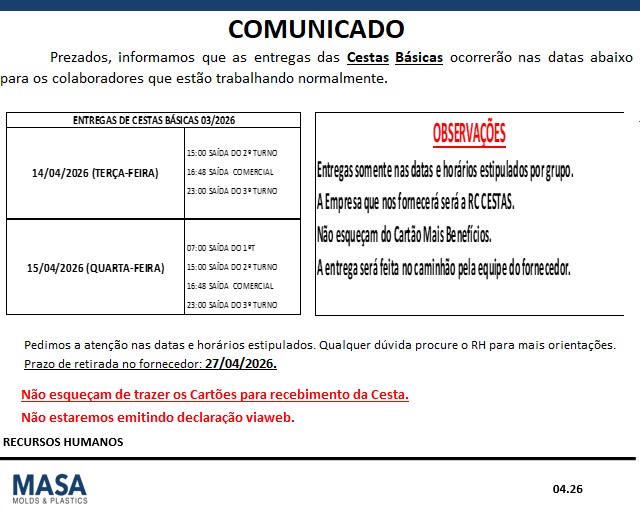 COMUNICADO
Prezados, informamos que as entregas das Cestas Básicas ocorrerão nas datas abaixo
para os colaboradores que estão trabalhando normalmente.
ENTREGAS DE CESTAS BÁSICAS 03/2026
14/04/2026 (TERÇA-FEIRA)
15:00 SAÍDA DO 2º TURNO
16:48 SAÍDA COMERCIAL
23:00 SAÍDA DO 3º TURNO
15/04/2026 (QUARTA-FEIRA)
07:00 SAÍDA DO 1ºT
15:00 SAÍDA DO 2º TURNO
16:48 SAÍDA COMERCIAL
23:00 SAÍDA DO 3º TURNO
OBSERVAÇÕES
Entregas somente nas datas e horários estipulados por grupo.
A Empresa que nos fornecerá será a RC CESTAS.
Não esqueçam do Cartão Mais Benefícios.
A entrega será feita no caminhão pela equipe do fornecedor.
Pedimos a atenção nas datas e horários estipulados. Qualquer dúvida procure o RH para mais orientações.
Prazo de retirada no fornecedor: 27/04/2026.
Não esqueçam de trazer os Cartões para recebimento da Cesta.
Não estaremos emitindo declaração viaweb.
RECURSOS HUMANOS
MASA
MOLDS & PLASTICS
04.26